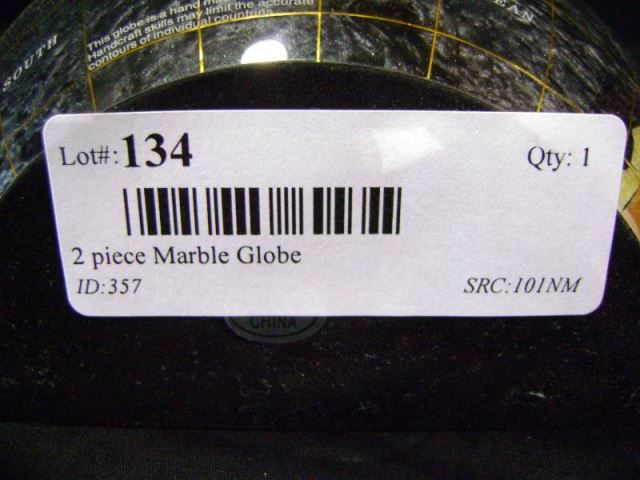 SOUTH
This globe is a hand
Handcraft skills may limit the accurate
contours of individual countries.
Lot#:134
Qty: 1
2 piece Marble Globe
ID:357
SRC:101NM
CHINA